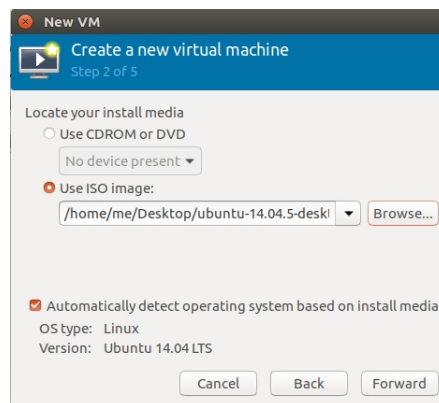 New VM
Create a new virtual machine
Step 2 of 5
Locate your install media
Use CDROM or DVD
No device present
Use ISO image:
/home/me/Desktop/ubuntu-14.04.5-deskt
Browse...
Automatically detect operating system based on install media
OS type: Linux
Version: Ubuntu 14.04 LTS
Cancel Back Forward